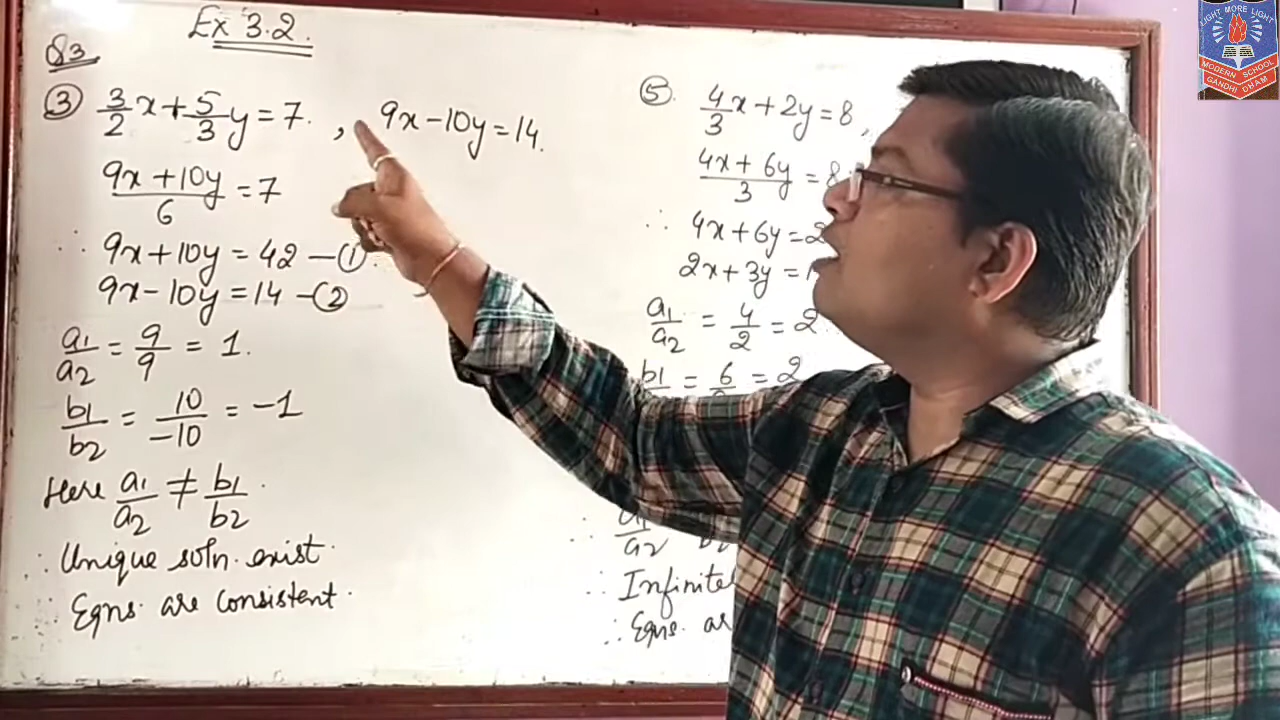 Ex 3.2.
Q3
③ 3/2 x + 5/3 y = 7. , 9x - 10y = 14.
(9x + 10y)/6 = 7
∴ 9x + 10y = 42 — ①.
9x - 10y = 14 — ②
a1/a2 = 9/9 = 1.
b1/b2 = 10/-10 = -1
Here a1/a2 ≠ b1/b2.
∴ Unique soln. exist.
∴ Eqns. are consistent.
⑤. 4/3 x + 2y = 8,
(4x + 6y)/3 = 8
∴ 4x + 6y = 2
2x + 3y = 1
a1/a2 = 4/2 = 2
b1 = 6 = 2
∴ a1/a2 b2
∴ Infinite
∴ Eqns. ar
LIGHT MORE LIGHT
MODERN SCHOOL
GANDHI DHAM